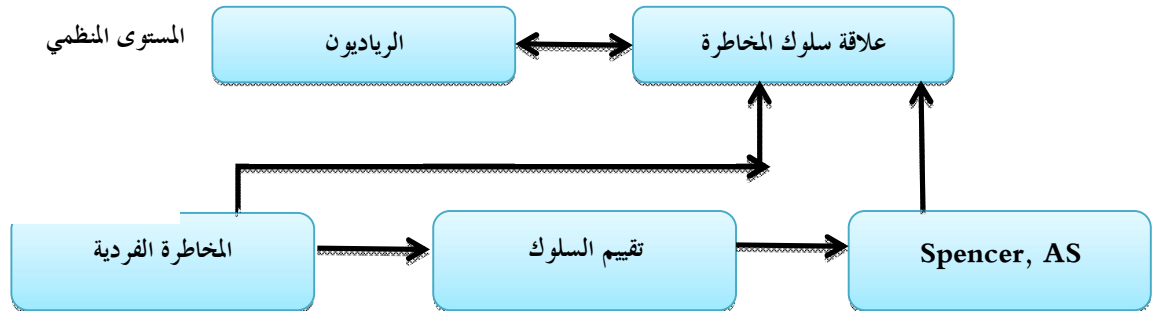 المستوى المنظمي
الرياديون
علاقة سلوك المخاطرة
المخاطرة الفردية
تقييم السلوك
Spencer, AS